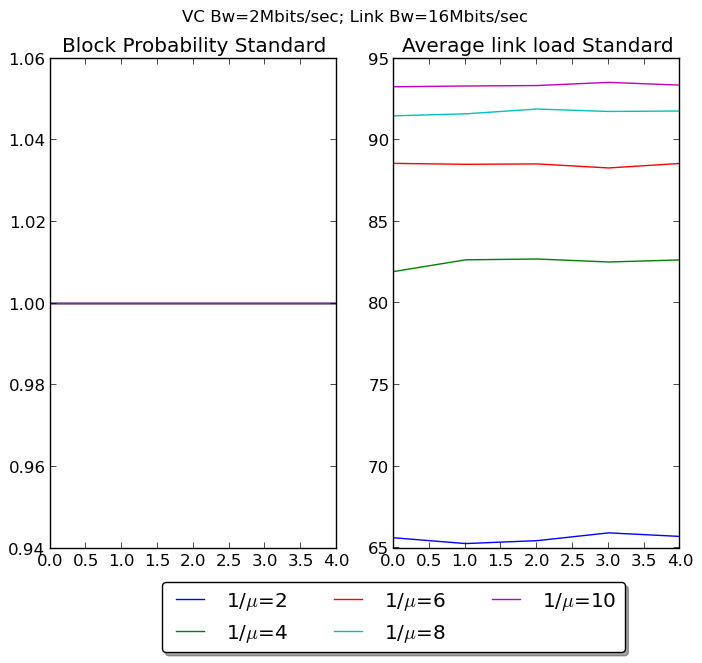 VC Bw=2Mbits/sec; Link Bw=16Mbits/sec
Block Probability Standard
1.06
1.04
1.02
1.00
0.98
0.96
0.94
0.0 0.5 1.0 1.5 2.0 2.5 3.0 3.5 4.0
Average link load Standard
95
90
85
80
75
70
65
0.0 0.5 1.0 1.5 2.0 2.5 3.0 3.5 4.0
1/μ=2 1/μ=6 1/μ=10
1/μ=4 1/μ=8